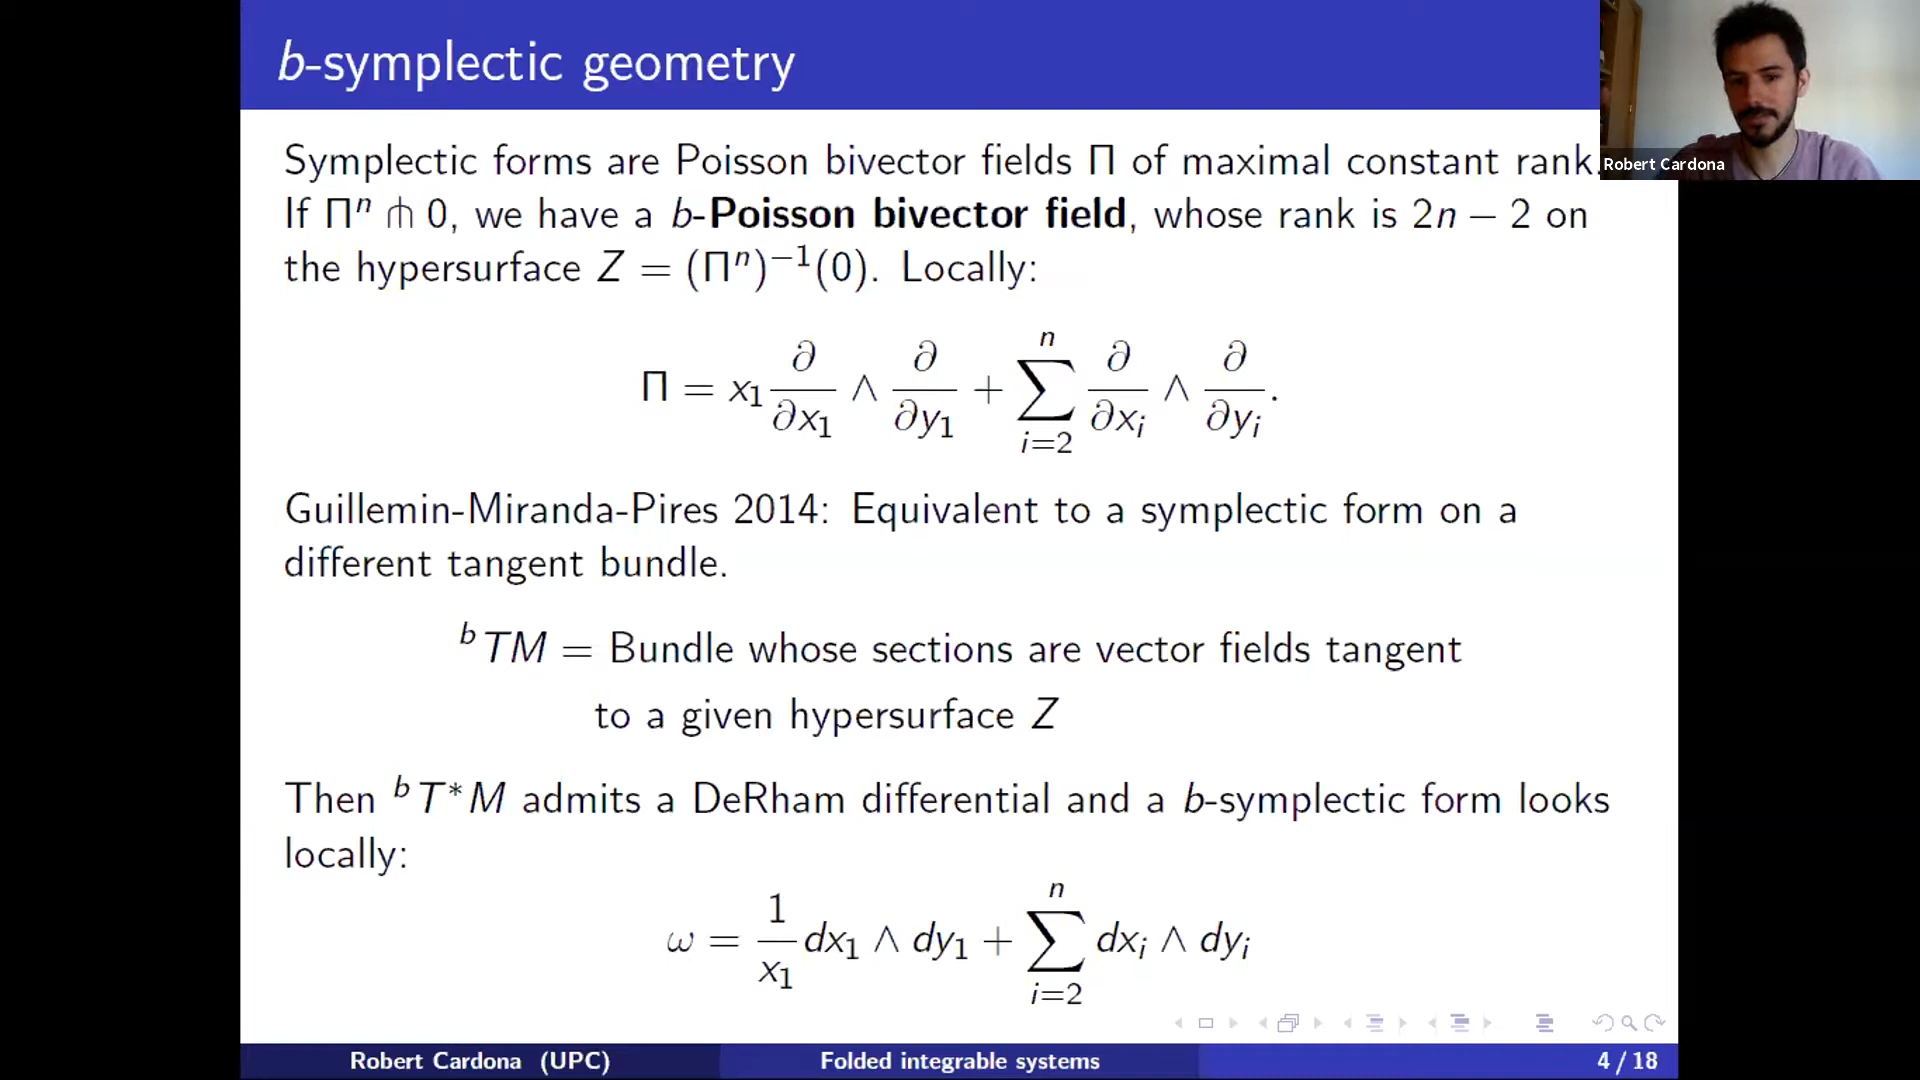 b-symplectic geometry
Symplectic forms are Poisson bivector fields Π of maximal constant rank.
If Πⁿ ⋔ 0, we have a b-Poisson bivector field, whose rank is 2n − 2 on
the hypersurface Z = (Πⁿ)⁻¹(0). Locally:
Π = x₁ ∂/∂x₁ ∧ ∂/∂y₁ + ∑ⁿᵢ₌₂ ∂/∂xᵢ ∧ ∂/∂yᵢ.
Guillemin-Miranda-Pires 2014: Equivalent to a symplectic form on a
different tangent bundle.
ᵇTM = Bundle whose sections are vector fields tangent
to a given hypersurface Z
Then ᵇT*M admits a DeRham differential and a b-symplectic form looks
locally:
ω = 1/x₁ dx₁ ∧ dy₁ + ∑ⁿᵢ₌₂ dxᵢ ∧ dyᵢ
Robert Cardona (UPC) Folded integrable systems 4 / 18
Robert Cardona